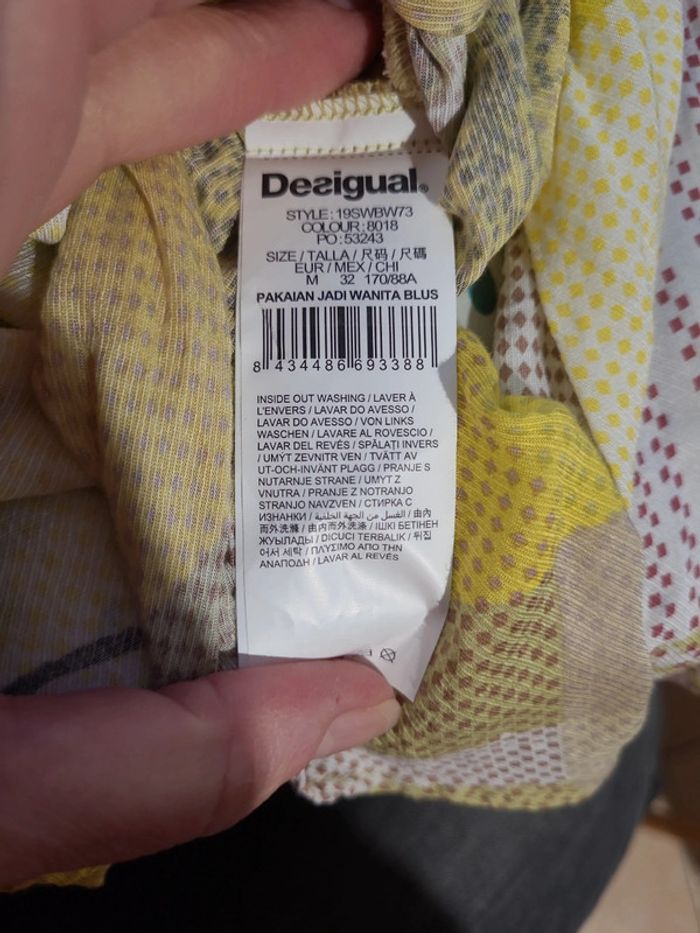 Desigual®
STYLE: 19SWBW73
COLOUR: 8018
PO: 53243
SIZE / TALLA / 尺码 / 尺碼
EUR / MEX / CHI
M 32 170/88A
PAKAIAN JADI WANITA BLUS
8 434486 693388
INSIDE OUT WASHING / LAVER À
L'ENVERS / LAVAR DO AVESSO /
LAVAR DO AVESSO / VON LINKS
WASCHEN / LAVARE AL ROVESCIO /
LAVAR DEL REVÉS / SPĂLAȚI INVERS
/ UMÝT ZEVNITR VEN / TVÄTT AV
UT-OCH-INVÄNT PLAGG / PRANJE S
NUTARNJE STRANE / UMYT Z
VNUTRA / PRANJE Z NOTRANJO
STRANJO NAVZVEN / СТИРКА С
ИЗНАНКИ / الغسل من الجهة الخلفية / 由內
而外洗滌 / 由内而外洗涤 / ІШКІ БЕТІНЕН
ЖУЫЛАДЫ / DICUCI TERBALIK / 뒤집
어서 세탁 / ΠΛΥΣΙΜΟ ΑΠΟ ΤΗΝ
ΑΝΑΠΟΔΗ / LAVAR AL REVÉS